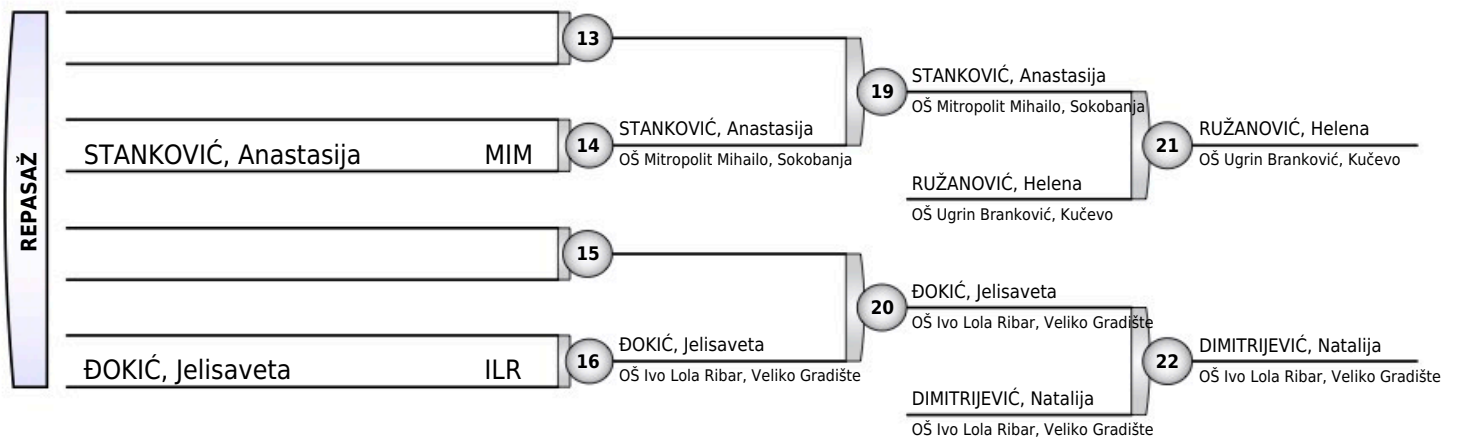 REPASAŽ
13
STANKOVIĆ, Anastasija MIM
14
STANKOVIĆ, Anastasija
OŠ Mitropolit Mihailo, Sokobanja
19
STANKOVIĆ, Anastasija
OŠ Mitropolit Mihailo, Sokobanja
RUŽANOVIĆ, Helena
OŠ Ugrin Branković, Kučevo
21
RUŽANOVIĆ, Helena
OŠ Ugrin Branković, Kučevo
15
ĐOKIĆ, Jelisaveta ILR
16
ĐOKIĆ, Jelisaveta
OŠ Ivo Lola Ribar, Veliko Gradište
20
ĐOKIĆ, Jelisaveta
OŠ Ivo Lola Ribar, Veliko Gradište
DIMITRIJEVIĆ, Natalija
OŠ Ivo Lola Ribar, Veliko Gradište
22
DIMITRIJEVIĆ, Natalija
OŠ Ivo Lola Ribar, Veliko Gradište